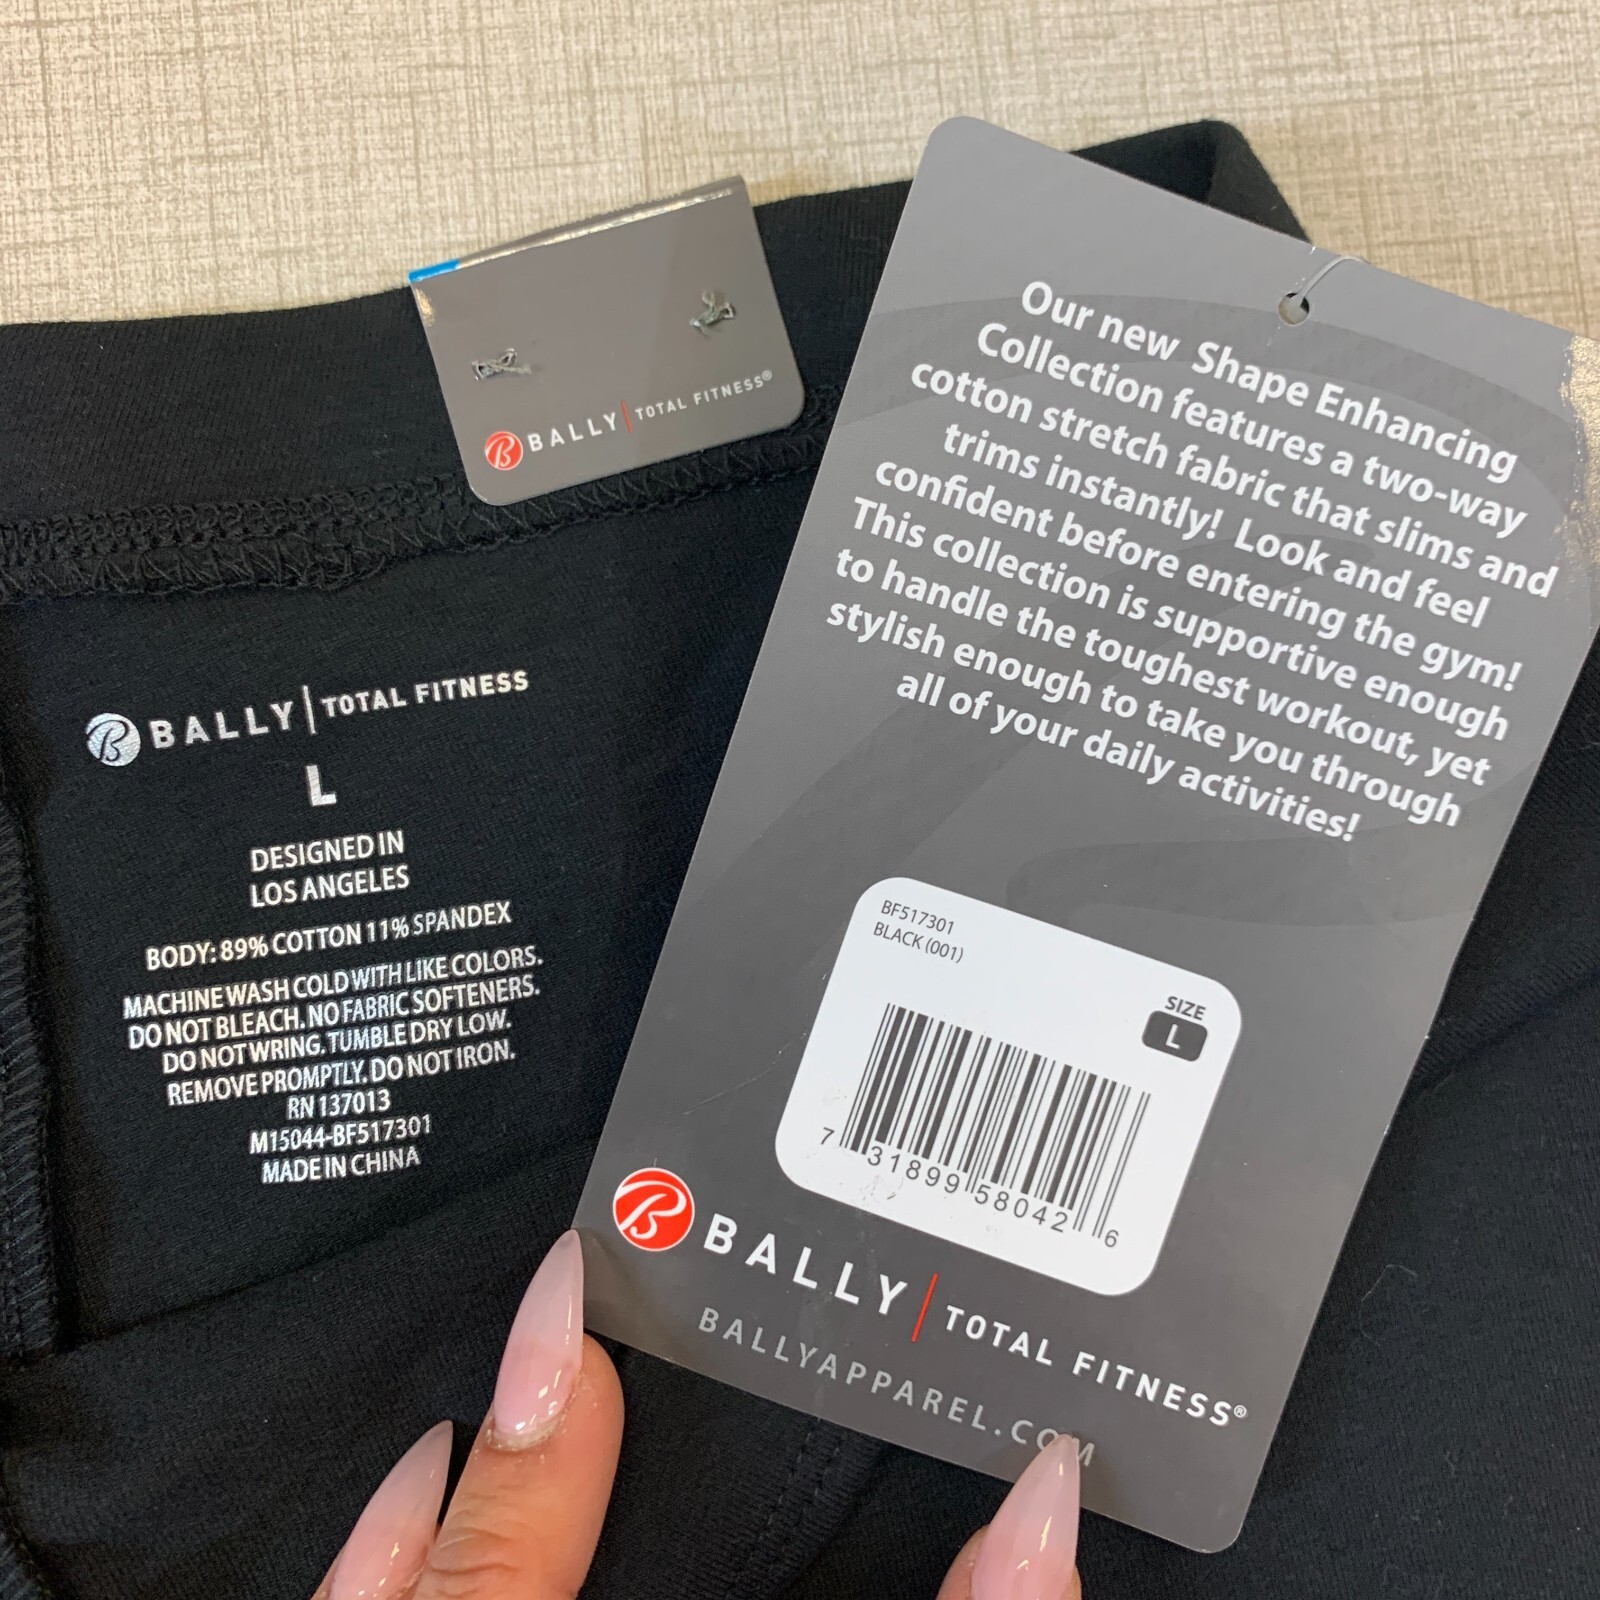 BALLY | TOTAL FITNESS®
B BALLY | TOTAL FITNESS
L
DESIGNED IN
LOS ANGELES
BODY: 89% COTTON 11% SPANDEX
MACHINE WASH COLD WITH LIKE COLORS.
DO NOT BLEACH. NO FABRIC SOFTENERS.
DO NOT WRING. TUMBLE DRY LOW.
REMOVE PROMPTLY. DO NOT IRON.
RN 137013
M15044-BF517301
MADE IN CHINA
Our new Shape Enhancing
Collection features a two-way
cotton stretch fabric that slims and
trims instantly! Look and feel
confident before entering the gym!
This collection is supportive enough
to handle the toughest workout, yet
stylish enough to take you through
all of your daily activities!
BF517301
BLACK (001)
SIZE
L
7 31899 58042 6
B BALLY | TOTAL FITNESS®
BALLYAPPAREL.COM